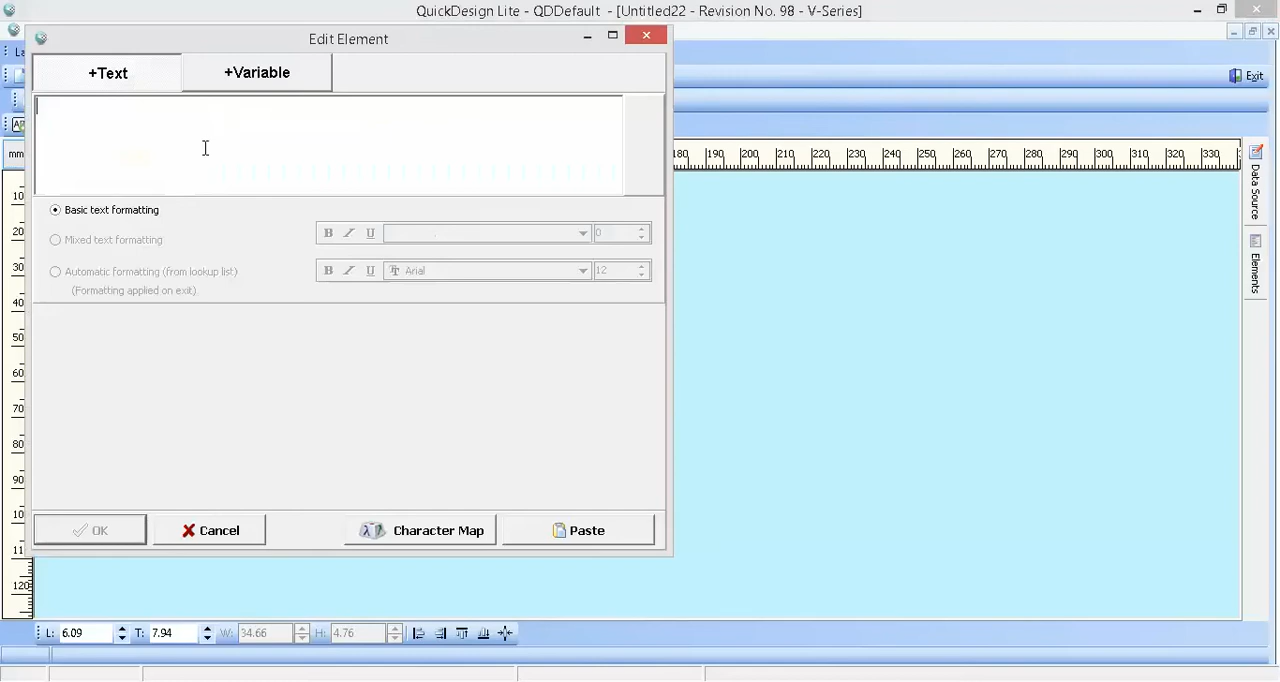 QuickDesign Lite - QDDefault - [Untitled22 - Revision No. 98 - V-Series]
Edit Element
+Text +Variable
Exit
mm
180 190 200 210 220 230 240 250 260 270 280 290 300 310 320 330
Data Source
Elements
10
20
30
40
50
60
70
80
90
10
11
120
Basic text formatting
Mixed text formatting
B I U 0
Automatic formatting (from lookup list)
B I U Arial 12
(Formatting applied on exit)
OK Cancel Character Map Paste
L: 6.09 T: 7.94 W: 34.66 H: 4.76